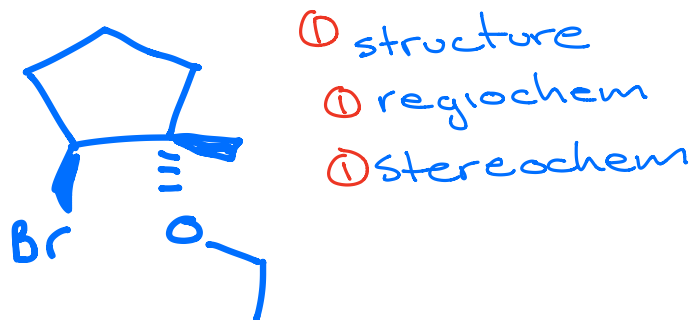 ① structure
① regiochem
① stereochem
Br O